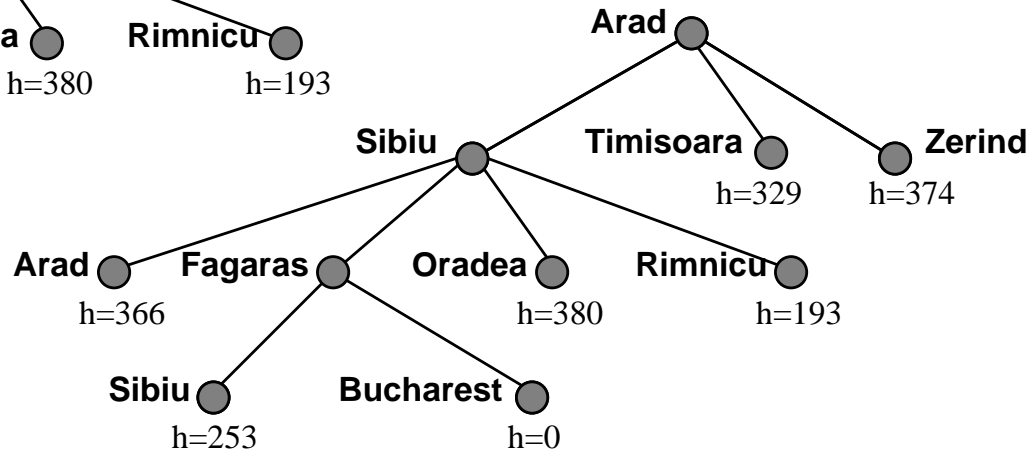 a Rimnicu Arad
h=380 h=193
Sibiu Timisoara Zerind
h=329 h=374
Arad Fagaras Oradea Rimnicu
h=366 h=380 h=193
Sibiu Bucharest
h=253 h=0